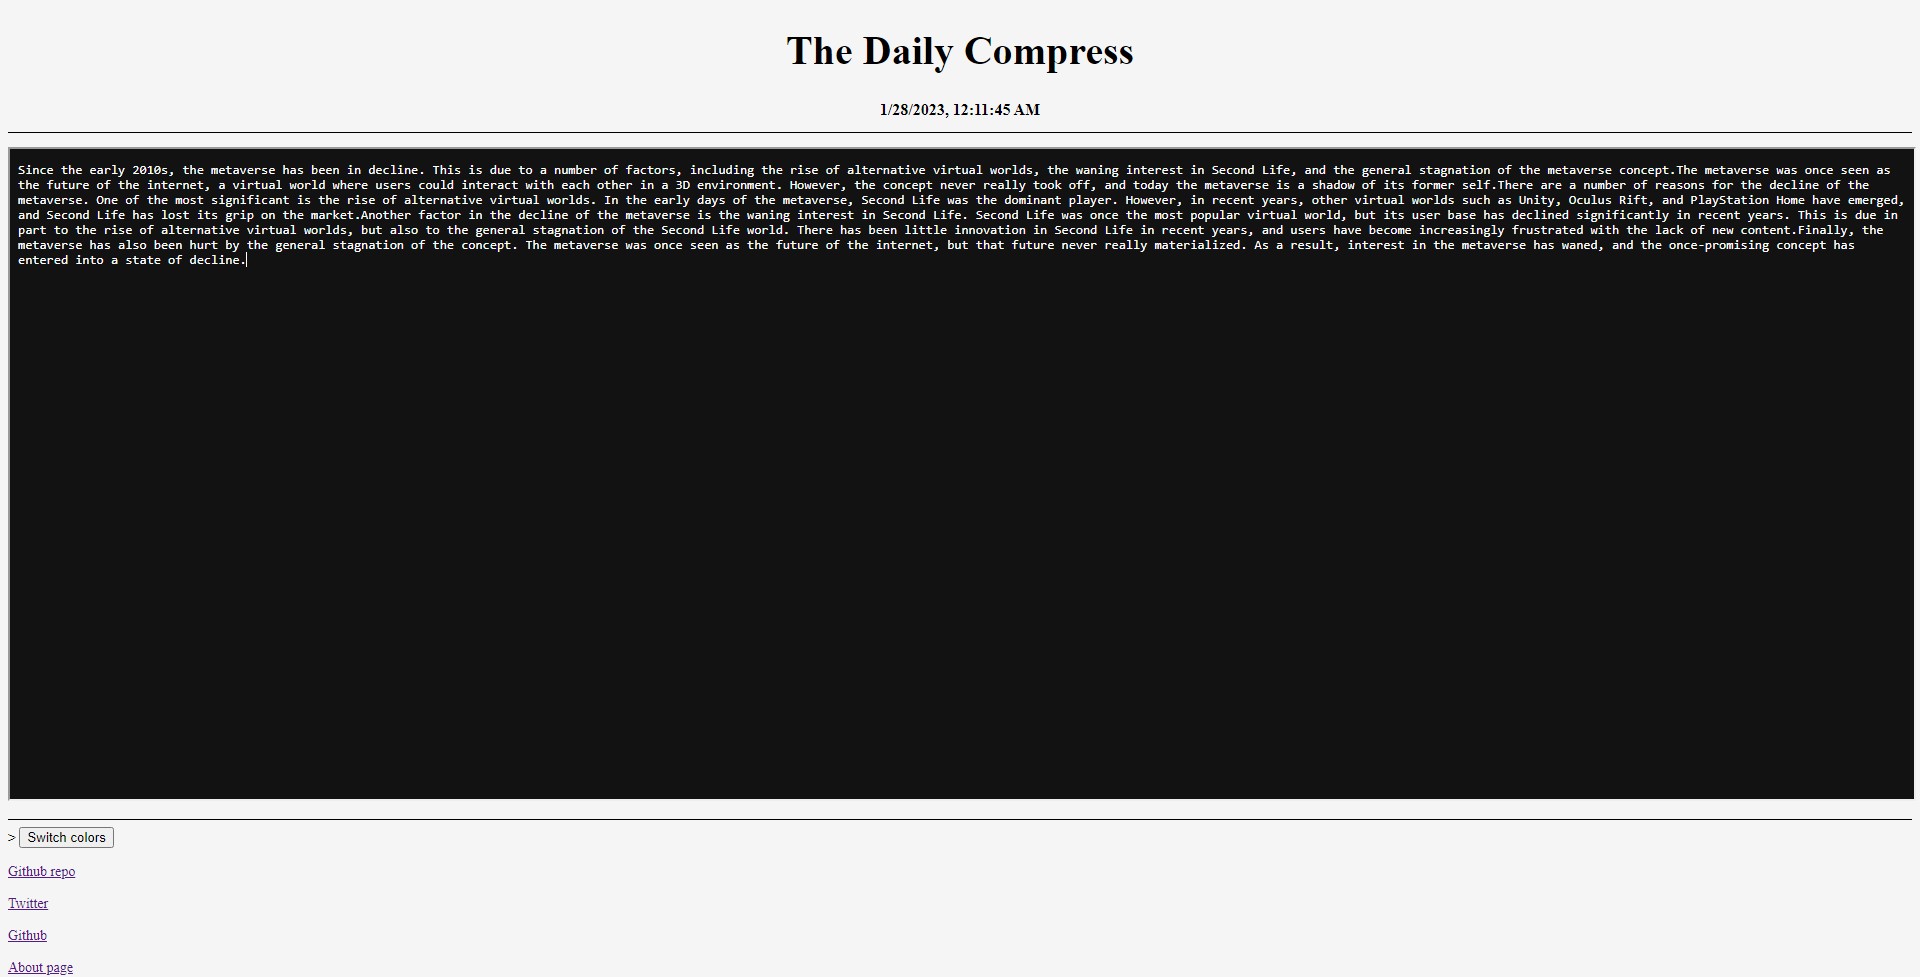 The Daily Compress
1/28/2023, 12:11:45 AM
Since the early 2010s, the metaverse has been in decline. This is due to a number of factors, including the rise of alternative virtual worlds, the waning interest in Second Life, and the general stagnation of the metaverse concept.The metaverse was once seen as
the future of the internet, a virtual world where users could interact with each other in a 3D environment. However, the concept never really took off, and today the metaverse is a shadow of its former self.There are a number of reasons for the decline of the
metaverse. One of the most significant is the rise of alternative virtual worlds. In the early days of the metaverse, Second Life was the dominant player. However, in recent years, other virtual worlds such as Unity, Oculus Rift, and PlayStation Home have emerged,
and Second Life has lost its grip on the market.Another factor in the decline of the metaverse is the waning interest in Second Life. Second Life was once the most popular virtual world, but its user base has declined significantly in recent years. This is due in
part to the rise of alternative virtual worlds, but also to the general stagnation of the Second Life world. There has been little innovation in Second Life in recent years, and users have become increasingly frustrated with the lack of new content.Finally, the
metaverse has also been hurt by the general stagnation of the concept. The metaverse was once seen as the future of the internet, but that future never really materialized. As a result, interest in the metaverse has waned, and the once-promising concept has
entered into a state of decline.
> Switch colors
Github repo
Twitter
Github
About page